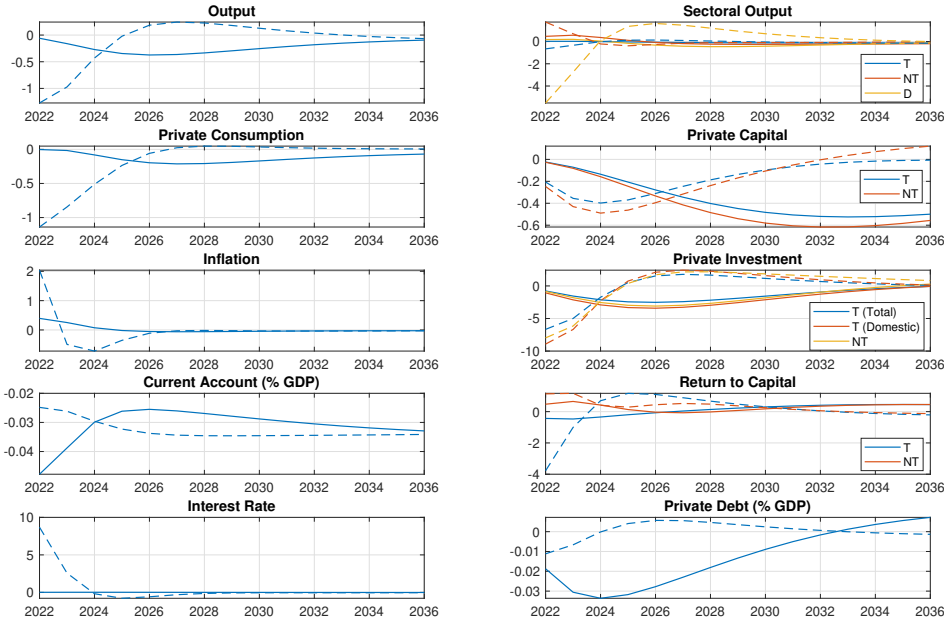 Output
0
-0.5
-1
2022 2024 2026 2028 2030 2032 2034 2036
Sectoral Output
0
-2
-4
T
NT
D
2022 2024 2026 2028 2030 2032 2034 2036
Private Consumption
0
-0.5
-1
2022 2024 2026 2028 2030 2032 2034 2036
Private Capital
0
-0.2
-0.4
-0.6
T
NT
2022 2024 2026 2028 2030 2032 2034 2036
Inflation
2
1
0
2022 2024 2026 2028 2030 2032 2034 2036
Private Investment
0
-5
-10
T (Total)
T (Domestic)
NT
2022 2024 2026 2028 2030 2032 2034 2036
Current Account (% GDP)
-0.02
-0.03
-0.04
2022 2024 2026 2028 2030 2032 2034 2036
Return to Capital
0
-2
-4
T
NT
2022 2024 2026 2028 2030 2032 2034 2036
Interest Rate
10
5
0
2022 2024 2026 2028 2030 2032 2034 2036
Private Debt (% GDP)
0
-0.01
-0.02
-0.03
2022 2024 2026 2028 2030 2032 2034 2036